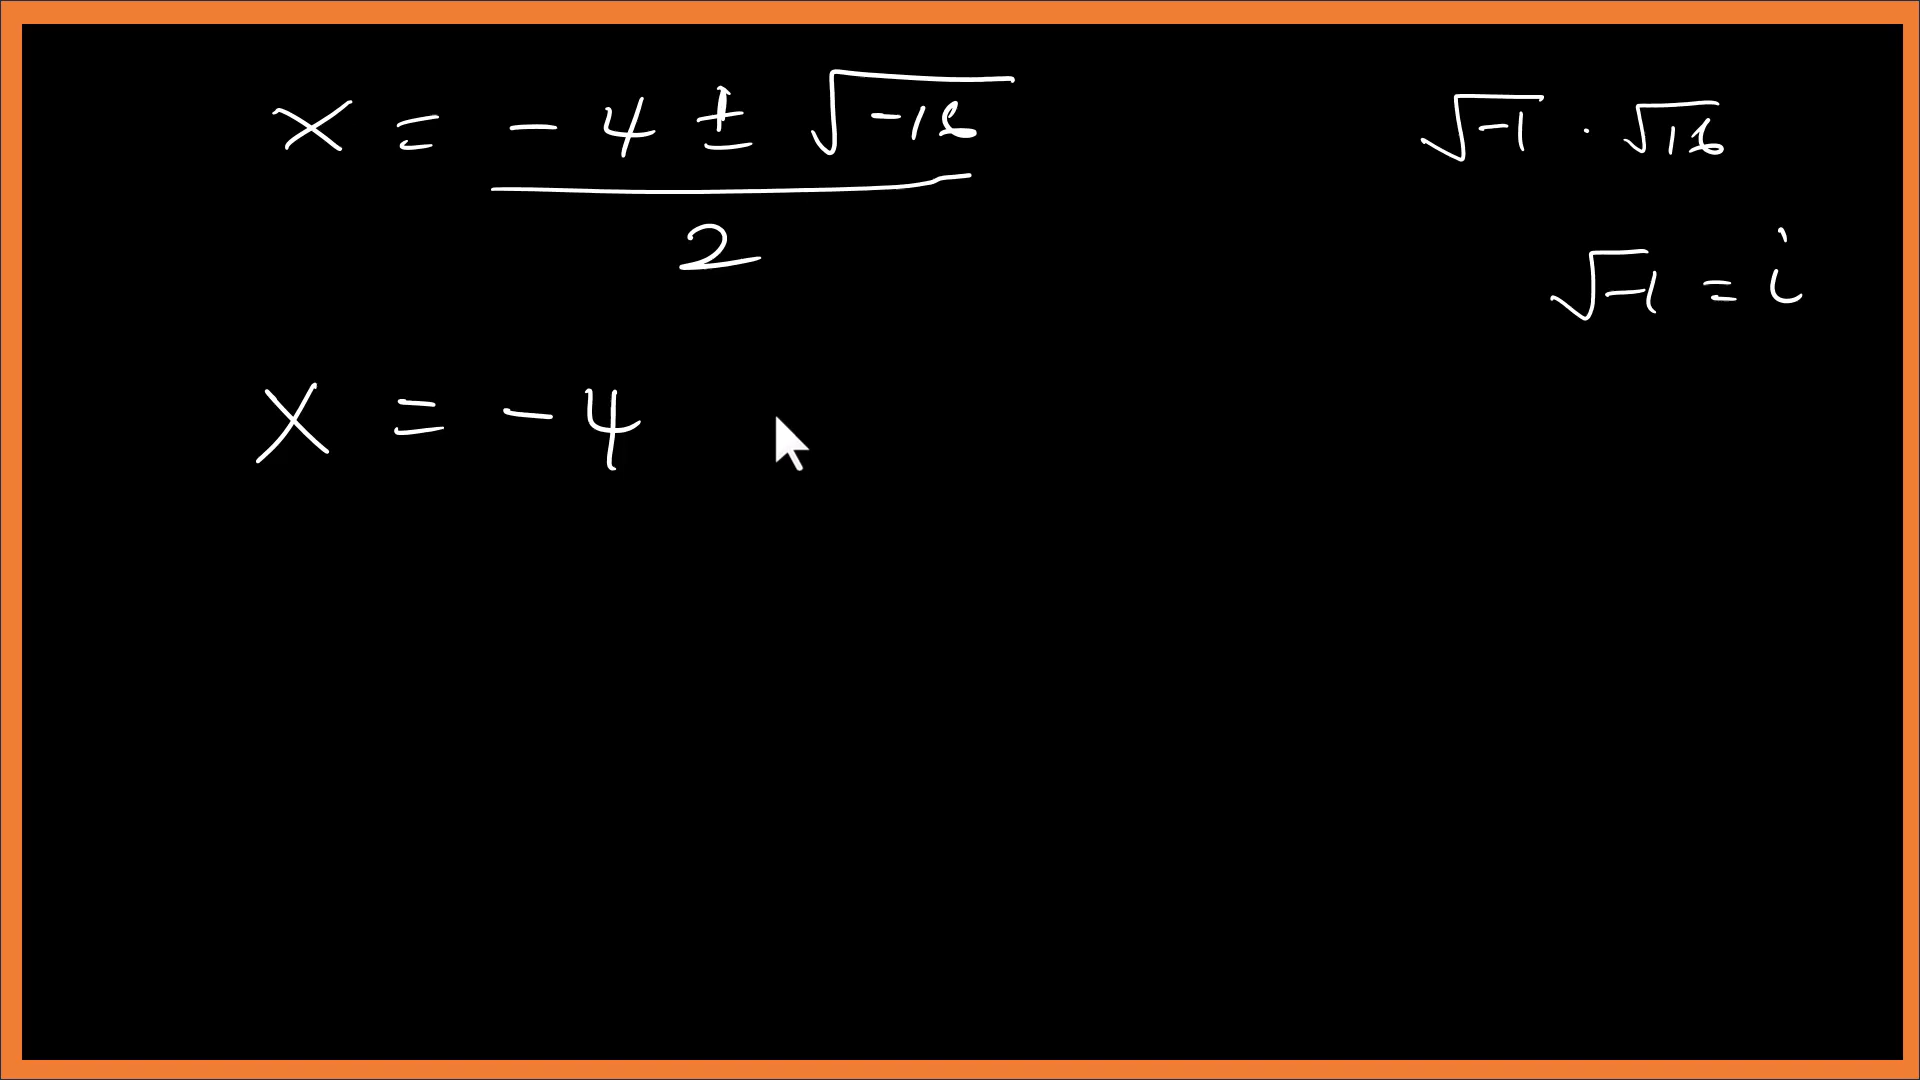 x = -4 ± √-16
2
√-1 · √16
√-1 = i
x = -4